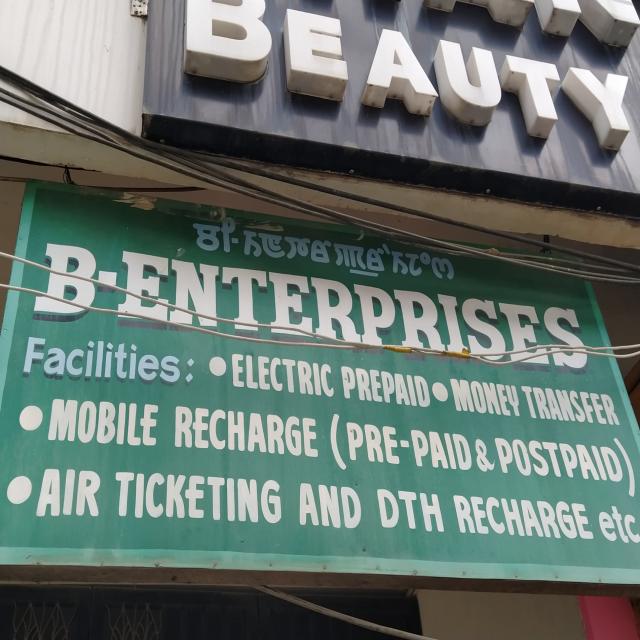 BEAUTY
B-ENTERPRISES
Facilities: •ELECTRIC PREPAID •MONEY TRANSFER
•MOBILE RECHARGE (PRE-PAID & POSTPAID)
•AIR TICKETING AND DTH RECHARGE etc